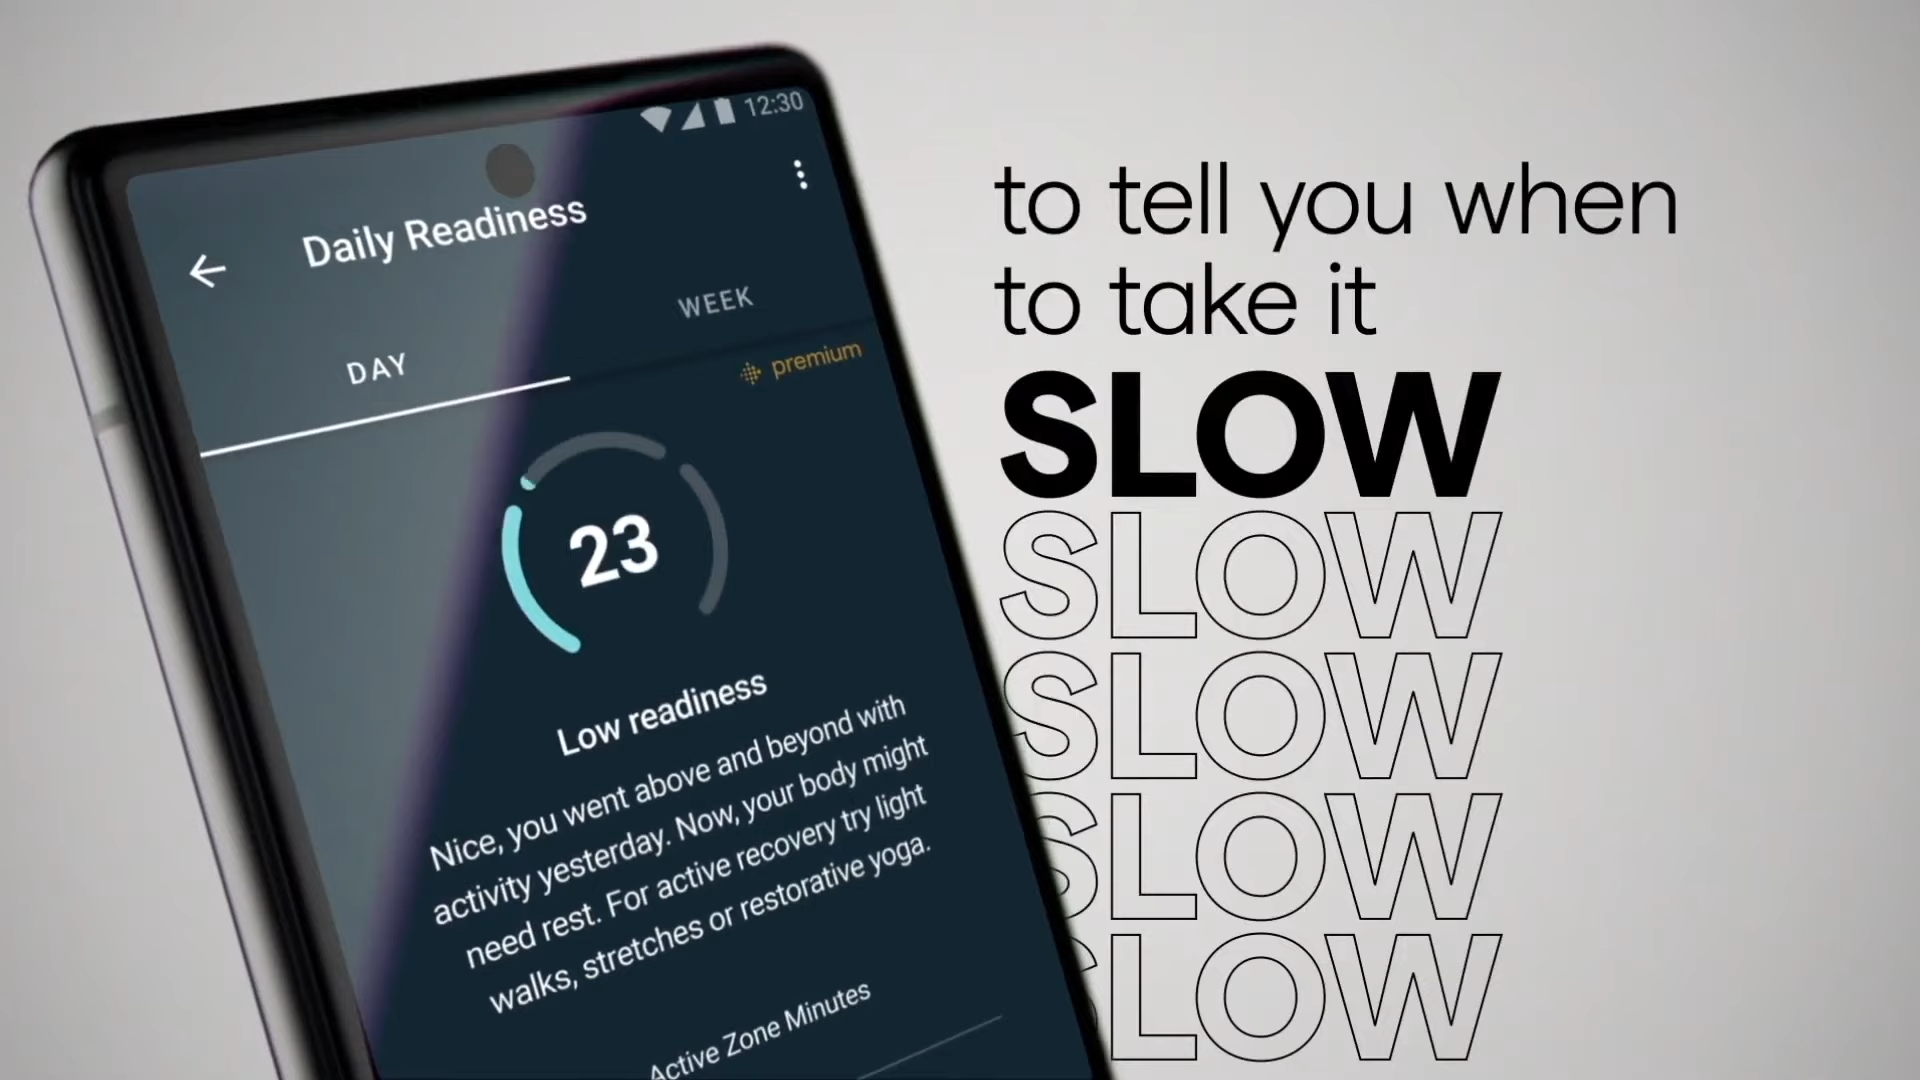 12:30
Daily Readiness
DAY
WEEK
premium
23
Low readiness
Nice, you went above and beyond with
activity yesterday. Now, your body might
need rest. For active recovery try light
walks, stretches or restorative yoga.
Active Zone Minutes
to tell you when
to take it
SLOW
SLOW
SLOW
SLOW
SLOW